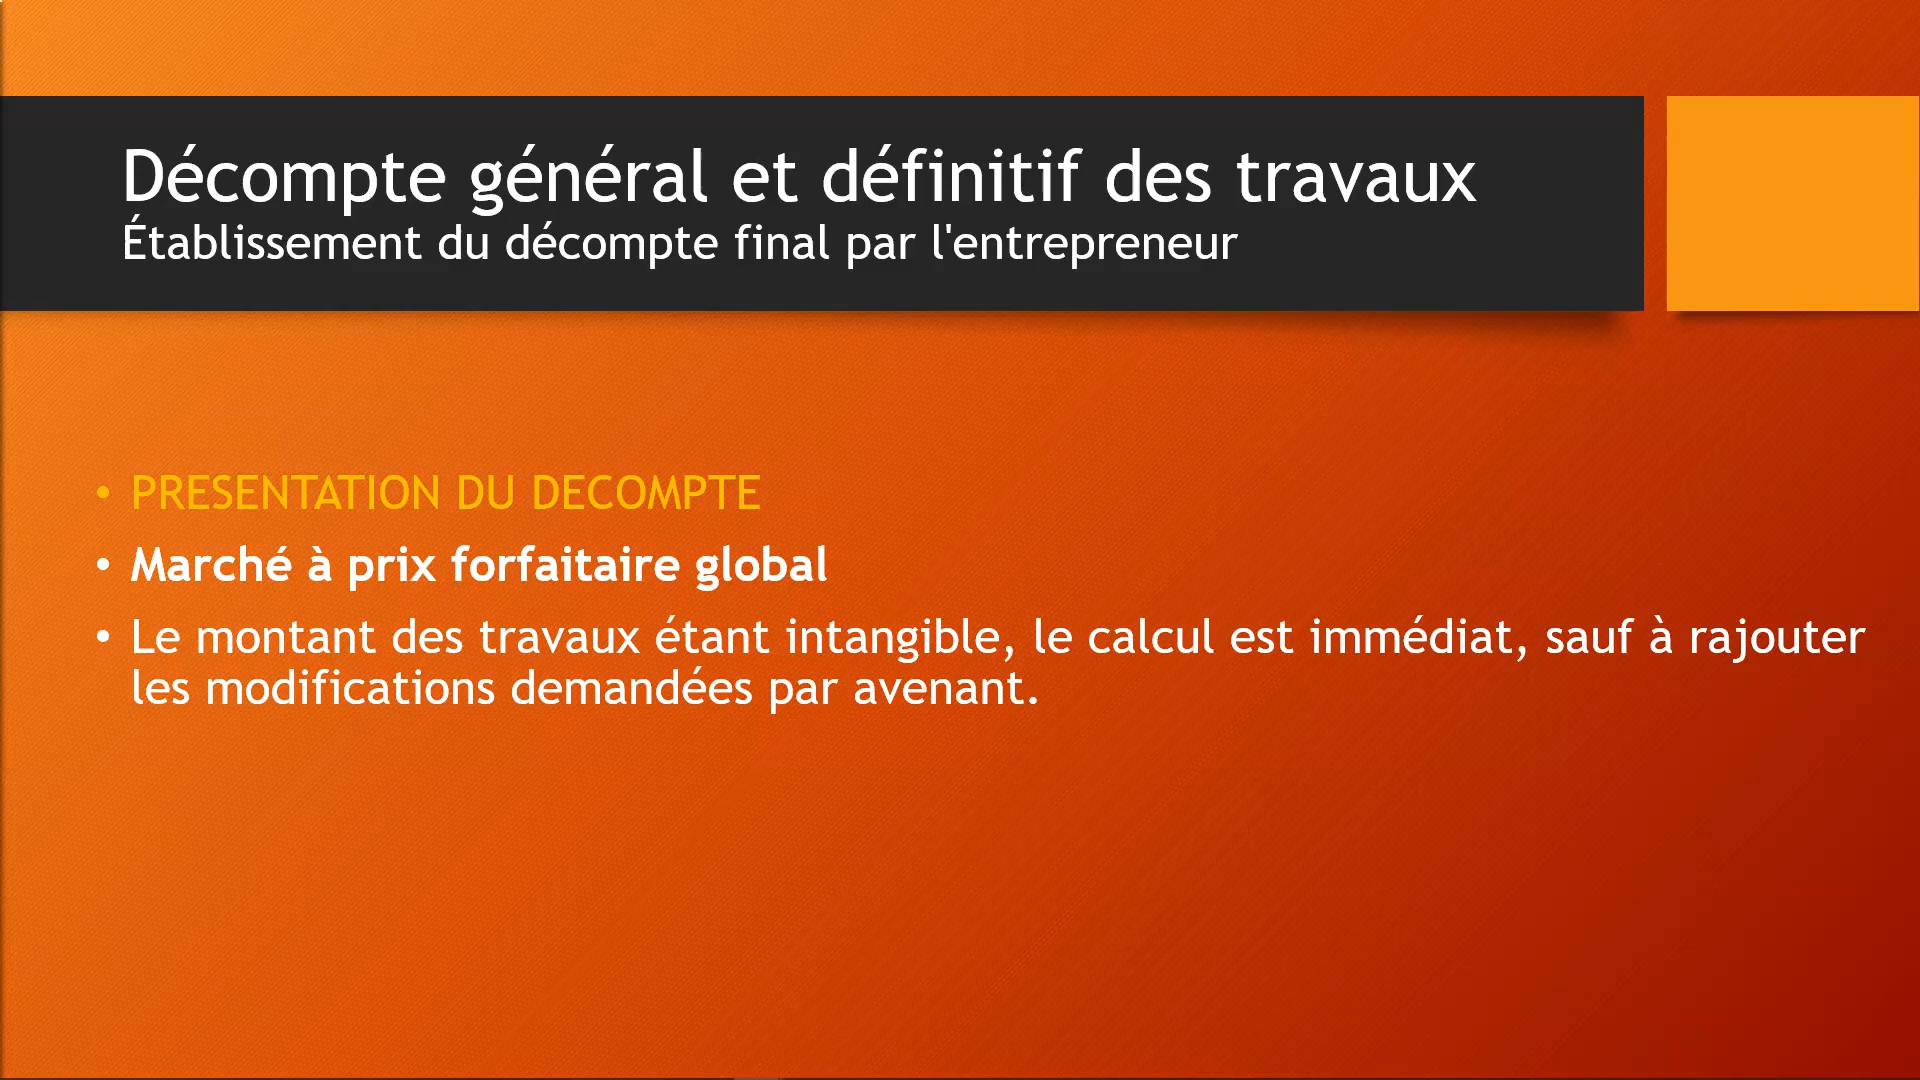 Décompte général et définitif des travaux
Établissement du décompte final par l'entrepreneur
• PRESENTATION DU DECOMPTE
• Marché à prix forfaitaire global
• Le montant des travaux étant intangible, le calcul est immédiat, sauf à rajouter
les modifications demandées par avenant.